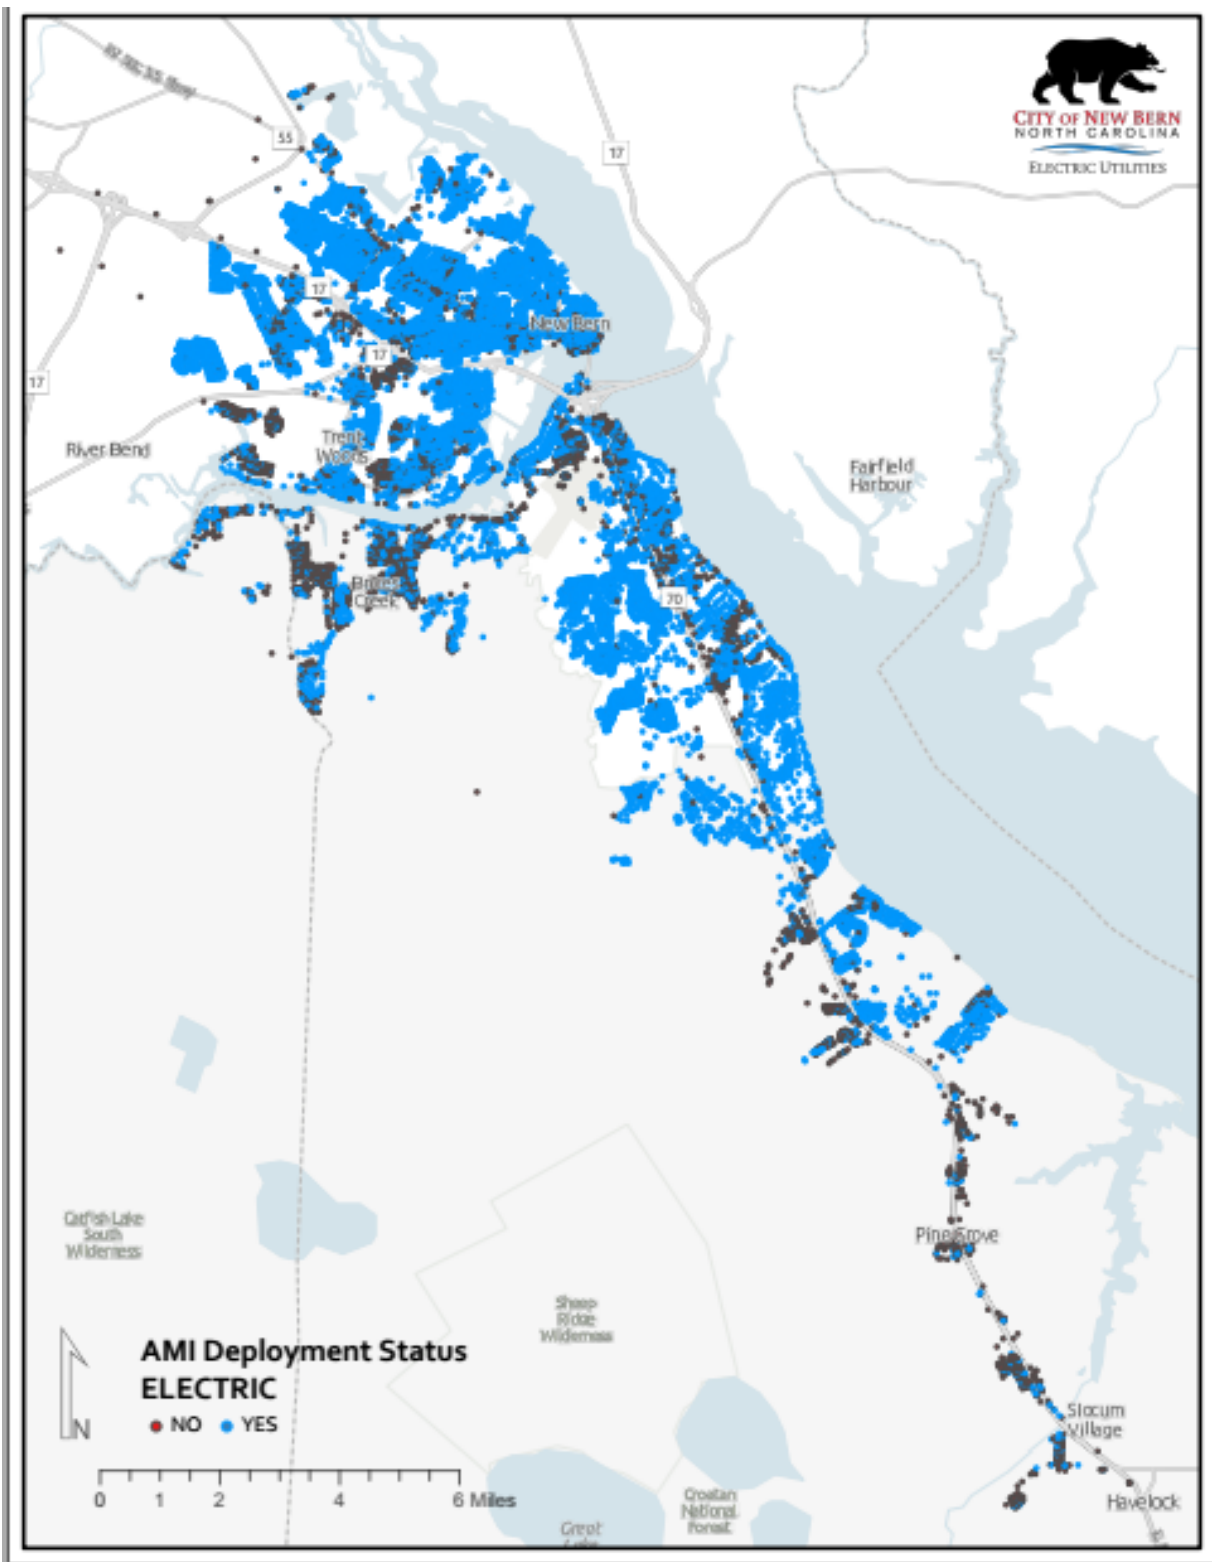 55
17
CITY OF NEW BERN
NORTH CAROLINA
ELECTRIC UTILITIES
17
New Bern
17
17
River Bend
Trent
Woods
Fairfield
Harbour
Brices
Creek
70
Catfish Lake
South
Wilderness
Pine Grove
Sheep
Ridge
Wilderness
AMI Deployment Status
ELECTRIC
NO YES
N
0 1 2 4 6 Miles
Slocum
Village
Croatan
National
Forest
Havelock
Great
Lake